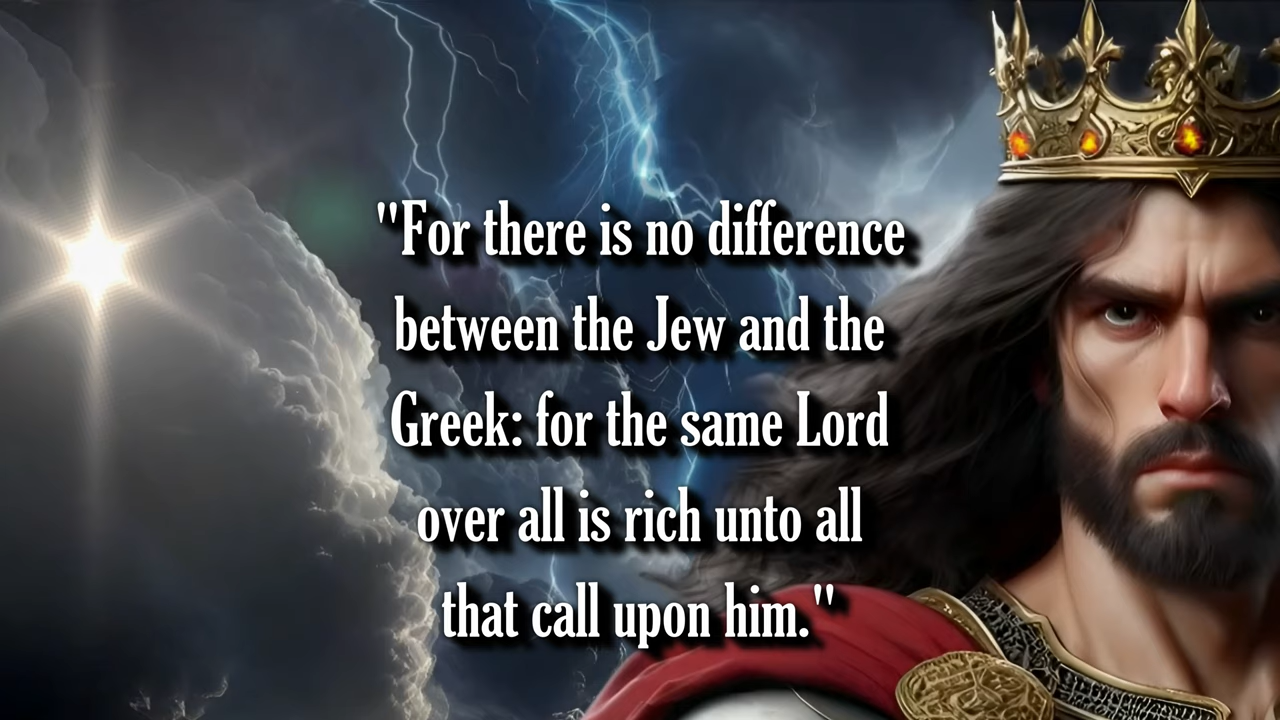 "For there is no difference
between the Jew and the
Greek: for the same Lord
over all is rich unto all
that call upon him."